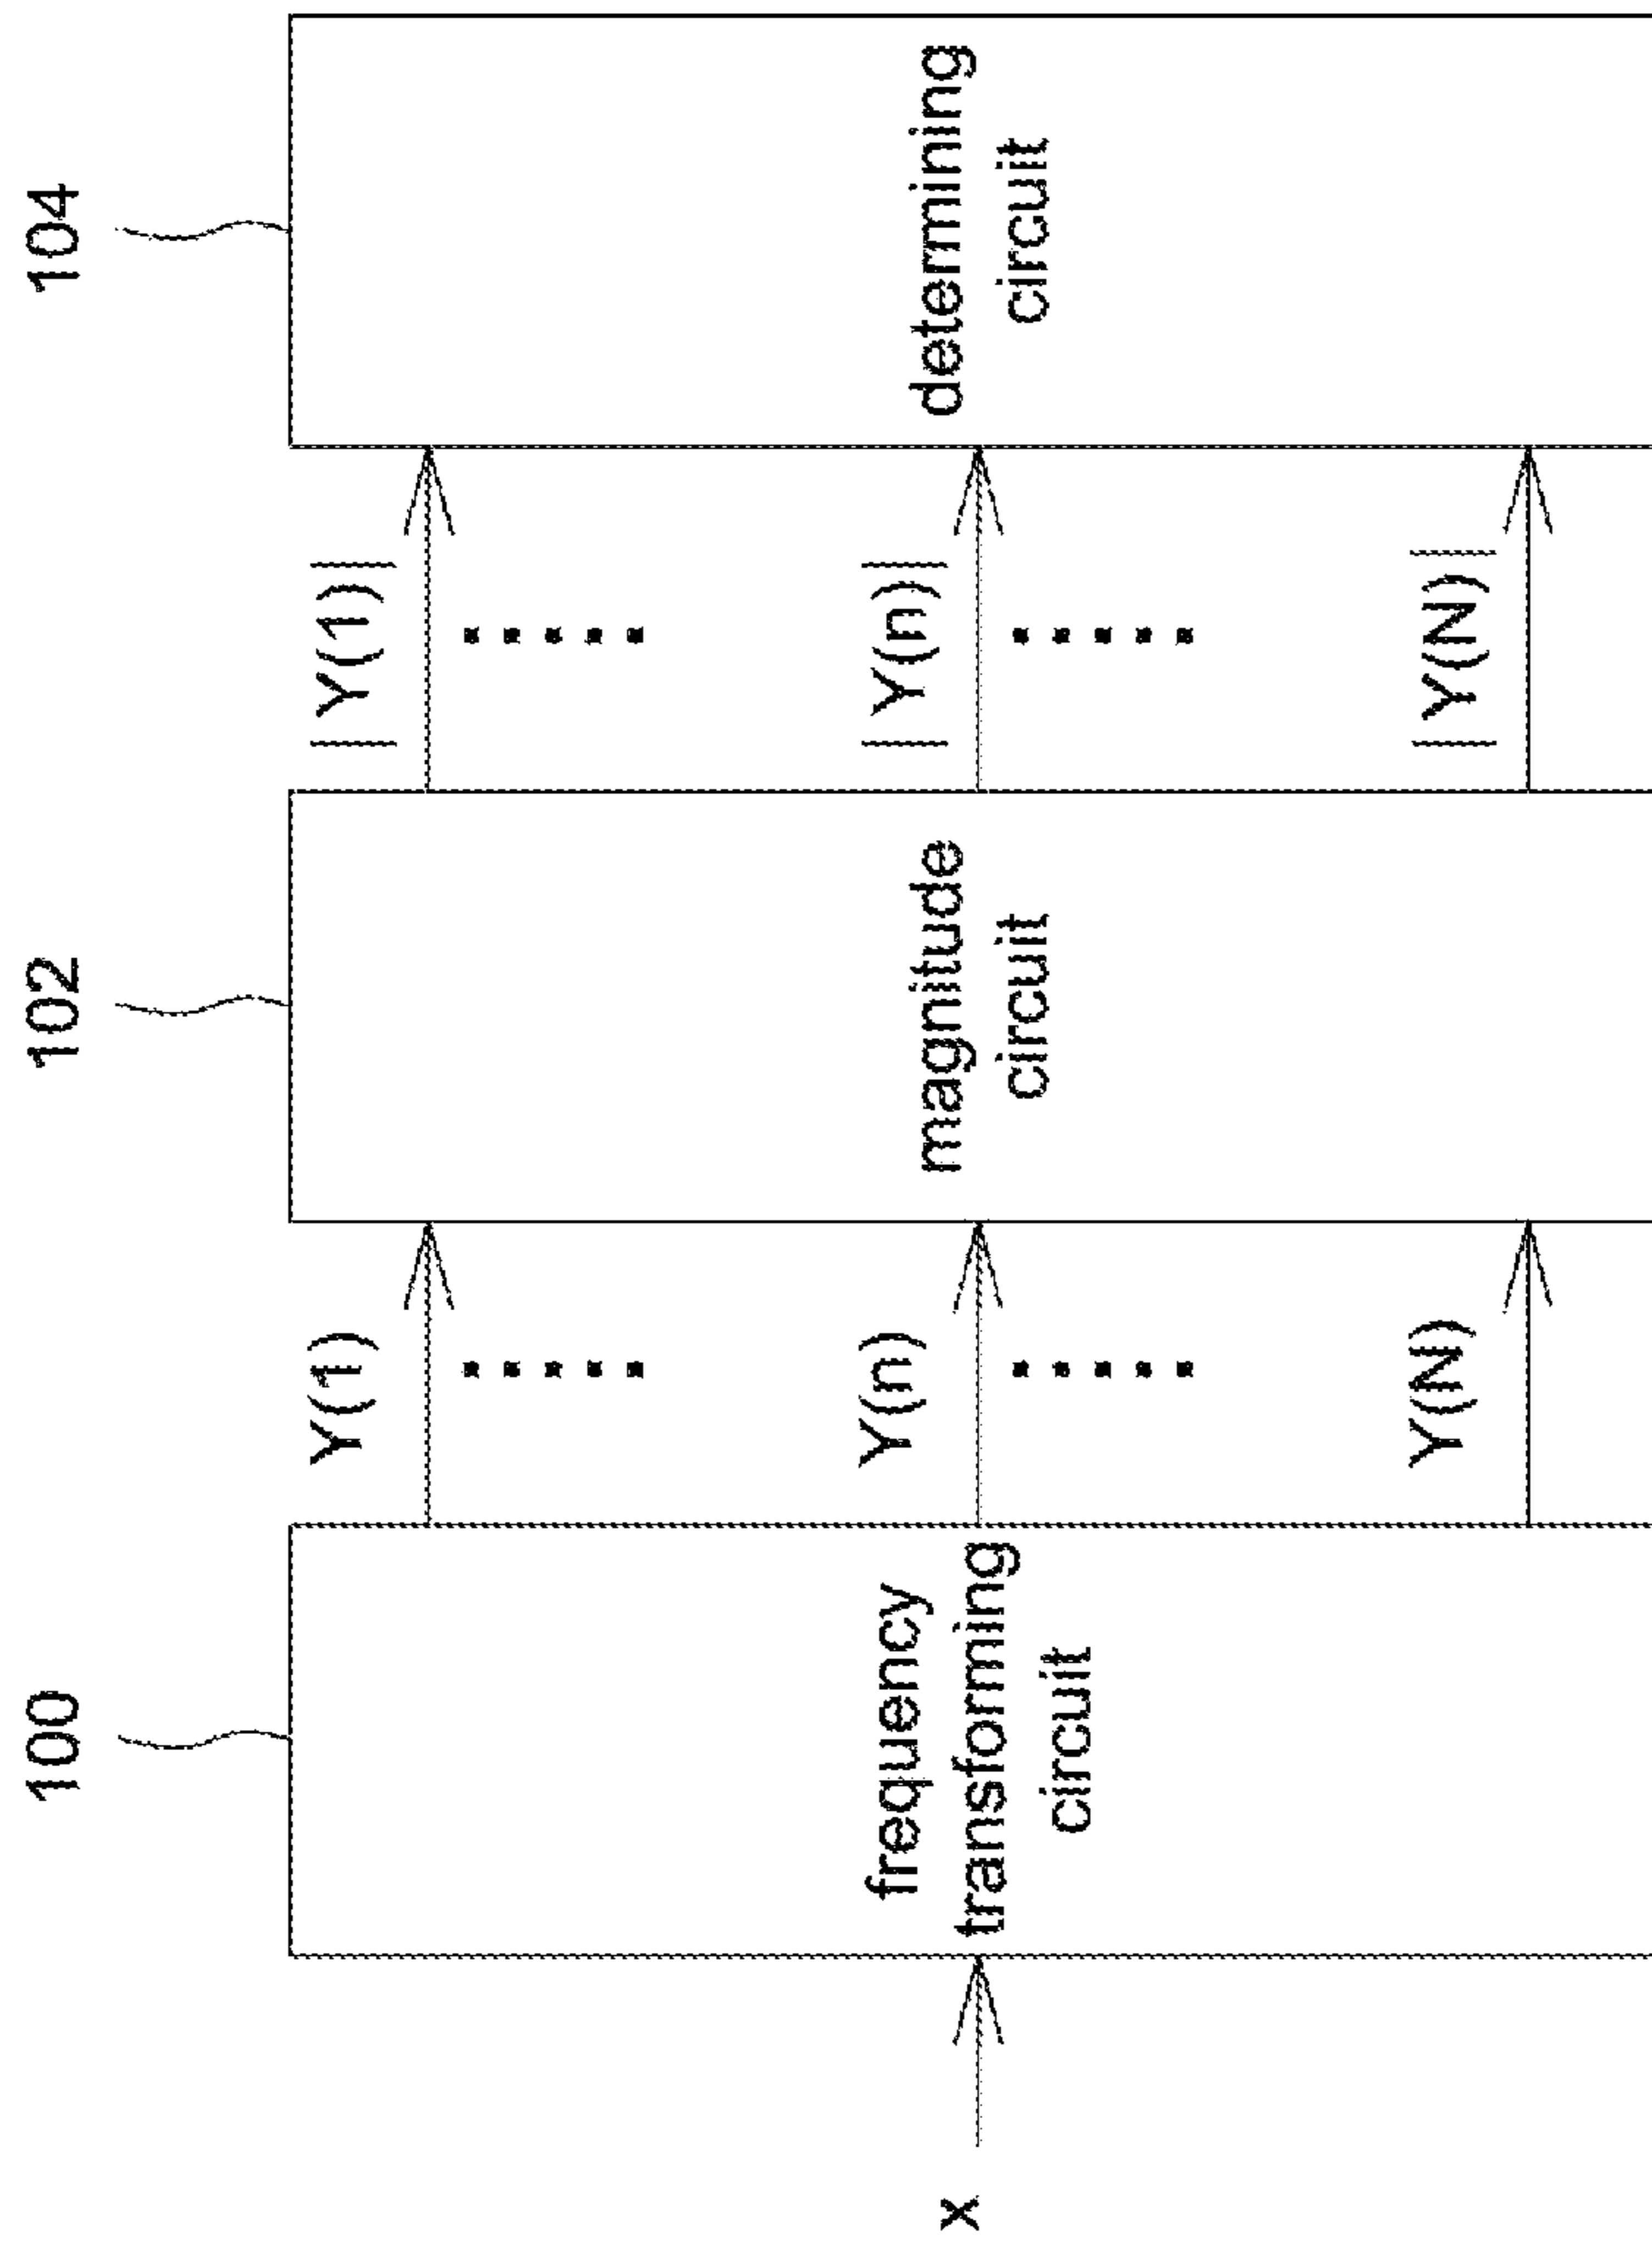 100
102
104
x
frequency
transforming
circuit
Y(1)
Y(n)
Y(N)
magnitude
circuit
|Y(1)|
|Y(n)|
|Y(N)|
determining
circuit